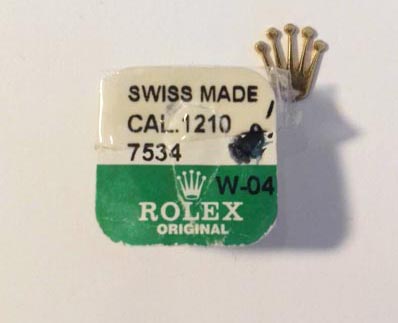 SWISS MADE
CAL.1210
7534
W-04
ROLEX
ORIGINAL